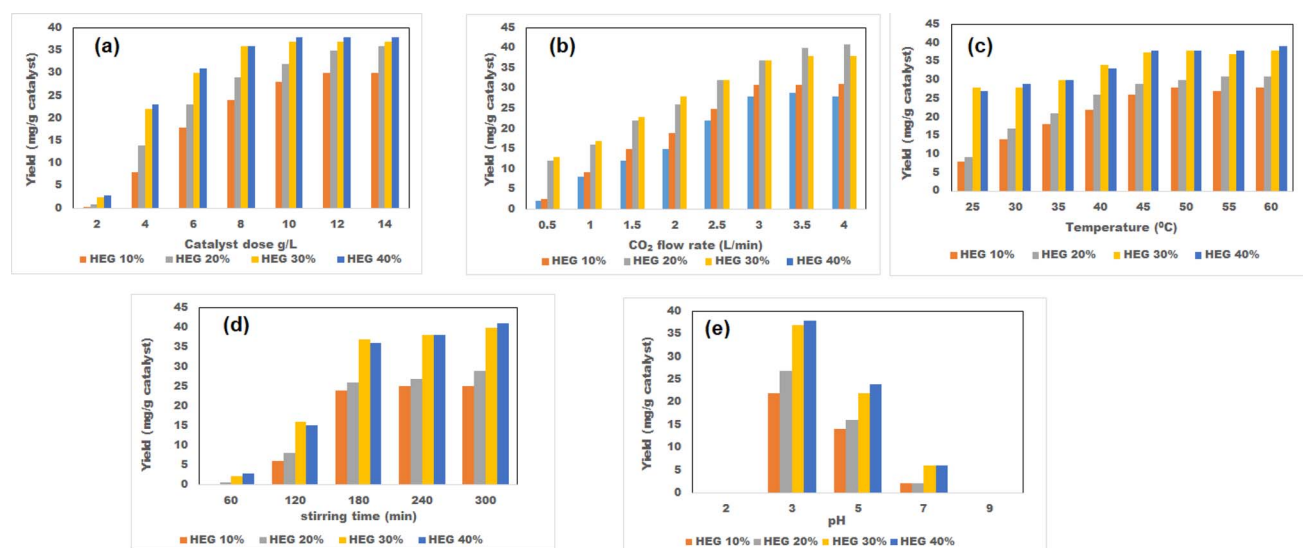 (a)
Yield (mg/g catalyst)
40
35
30
25
20
15
10
5
0
2 4 6 8 10 12 14
Catalyst dose g/L
HEG 10% HEG 20% HEG 30% HEG 40%
(b)
Yield (mg/g catalyst)
45
40
35
30
25
20
15
10
5
0
0.5 1 1.5 2 2.5 3 3.5 4
CO₂ flow rate (L/min)
HEG 10% HEG 20% HEG 30% HEG 40%
(c)
Yield (mg/g catalyst)
45
40
35
30
25
20
15
10
5
0
25 30 35 40 45 50 55 60
Temperature (⁰C)
HEG 10% HEG 20% HEG 30% HEG 40%
(d)
Yield (mg/g catalyst)
45
40
35
30
25
20
15
10
5
0
60 120 180 240 300
stirring time (min)
HEG 10% HEG 20% HEG 30% HEG 40%
(e)
Yield (mg/g catalyst)
40
35
30
25
20
15
10
5
0
2 3 5 7 9
pH
HEG 10% HEG 20% HEG 30% HEG 40%